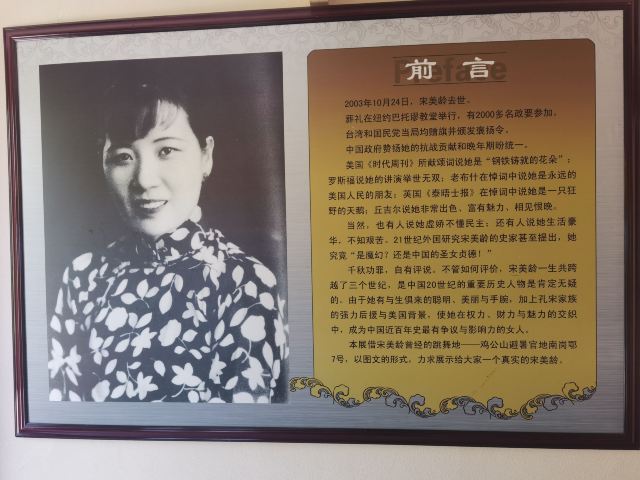 Preface
前言
2003年10月24日，宋美龄去世。
葬礼在纽约巴托缪教堂举行，有2000多名政要参加。
台湾和国民党当局均赠旗并颁发褒扬令。
中国政府赞扬她的抗战贡献和晚年期盼统一。
美国《时代周刊》所献颂词说她是“钢铁铸就的花朵”；
罗斯福说她的讲演举世无双；老布什在悼词中说她是永远的
美国人民的朋友；英国《泰晤士报》在悼词中说她是一只狂
野的天鹅；丘吉尔说她非常出色、富有魅力、相见恨晚。
当然，也有人说她虚娇不懂民主；还有人说她生活豪
华，不知艰苦。21世纪外国研究宋美龄的史家甚至提出，她
究竟“是魔幻？还是中国的圣女贞德！”
千秋功罪，自有评说。不管如何评价，宋美龄一生共跨
越了三个世纪，是中国20世纪的重要历史人物是肯定无疑
的。由于她有与生俱来的聪明、美丽与手腕，加上孔宋家族
的强力后援与美国背景，使她在权力、财力与魅力的交织
中，成为中国近百年史最有争议与影响力的女人。
本展借宋美龄曾经的跳舞地——鸡公山避暑官地南岗鄂
7号，以图文的形式，力求展示给大家一个真实的宋美龄。